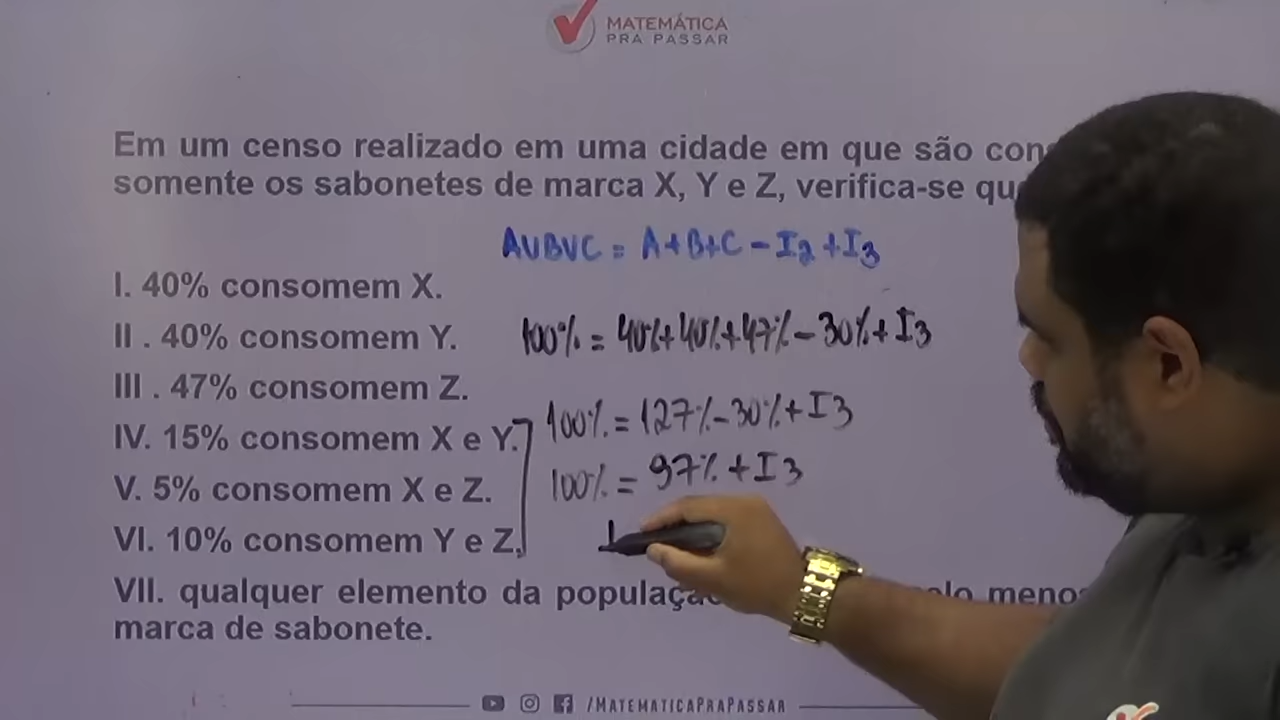 MATEMÁTICA
PRA PASSAR
Em um censo realizado em uma cidade em que são
somente os sabonetes de marca X, Y e Z, verifica-se
AUBUC = A+B+C - I2 + I3
I. 40% consomem X.
100% = 40%+40%+47% - 30% + I3
II . 40% consomem Y.
III . 47% consomem Z.
100% = 127% - 30% + I3
IV. 15% consomem X e Y.
100% = 97% + I3
V. 5% consomem X e Z.
VI. 10% consomem Y e Z.
VII. qualquer elemento da
marca de sabonete.
/MATEMATICAPRAPASSAR